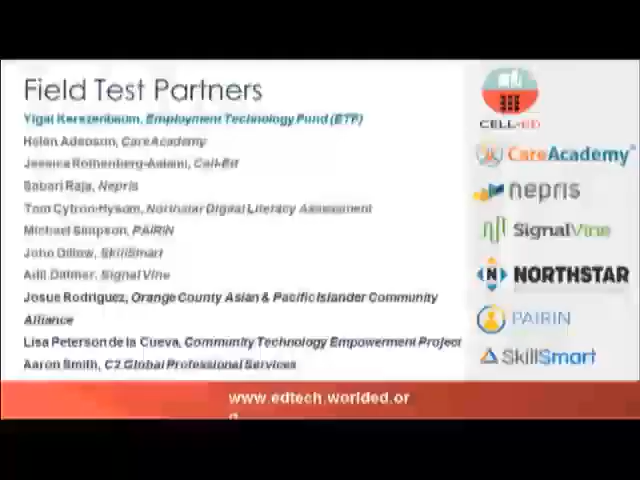 Field Test Partners
Yigal Kerszenbaum, Employment Technology Fund (ETF)
Helen Adeosun, CareAcademy
Jessica Rothenberg-Aalami, Cell-Ed
Sabari Raja, Nepris
Tom Cytron-Hysom, Northstar Digital Literacy Assessment
Michael Simpson, PAIRIN
John Dillow, SkillSmart
Signal Vine
Josue Rodriguez, Orange County Asian & Pacific Islander Community
Alliance
Lisa Peterson de la Cueva, Community Technology Empowerment Project
Aaron Smith, C2 Global Professional Services
CELL-ED
CareAcademy
nepris
SignalVine
N NORTHSTAR
PAIRIN
SkillSmart
www.edtech.worlded.or
g